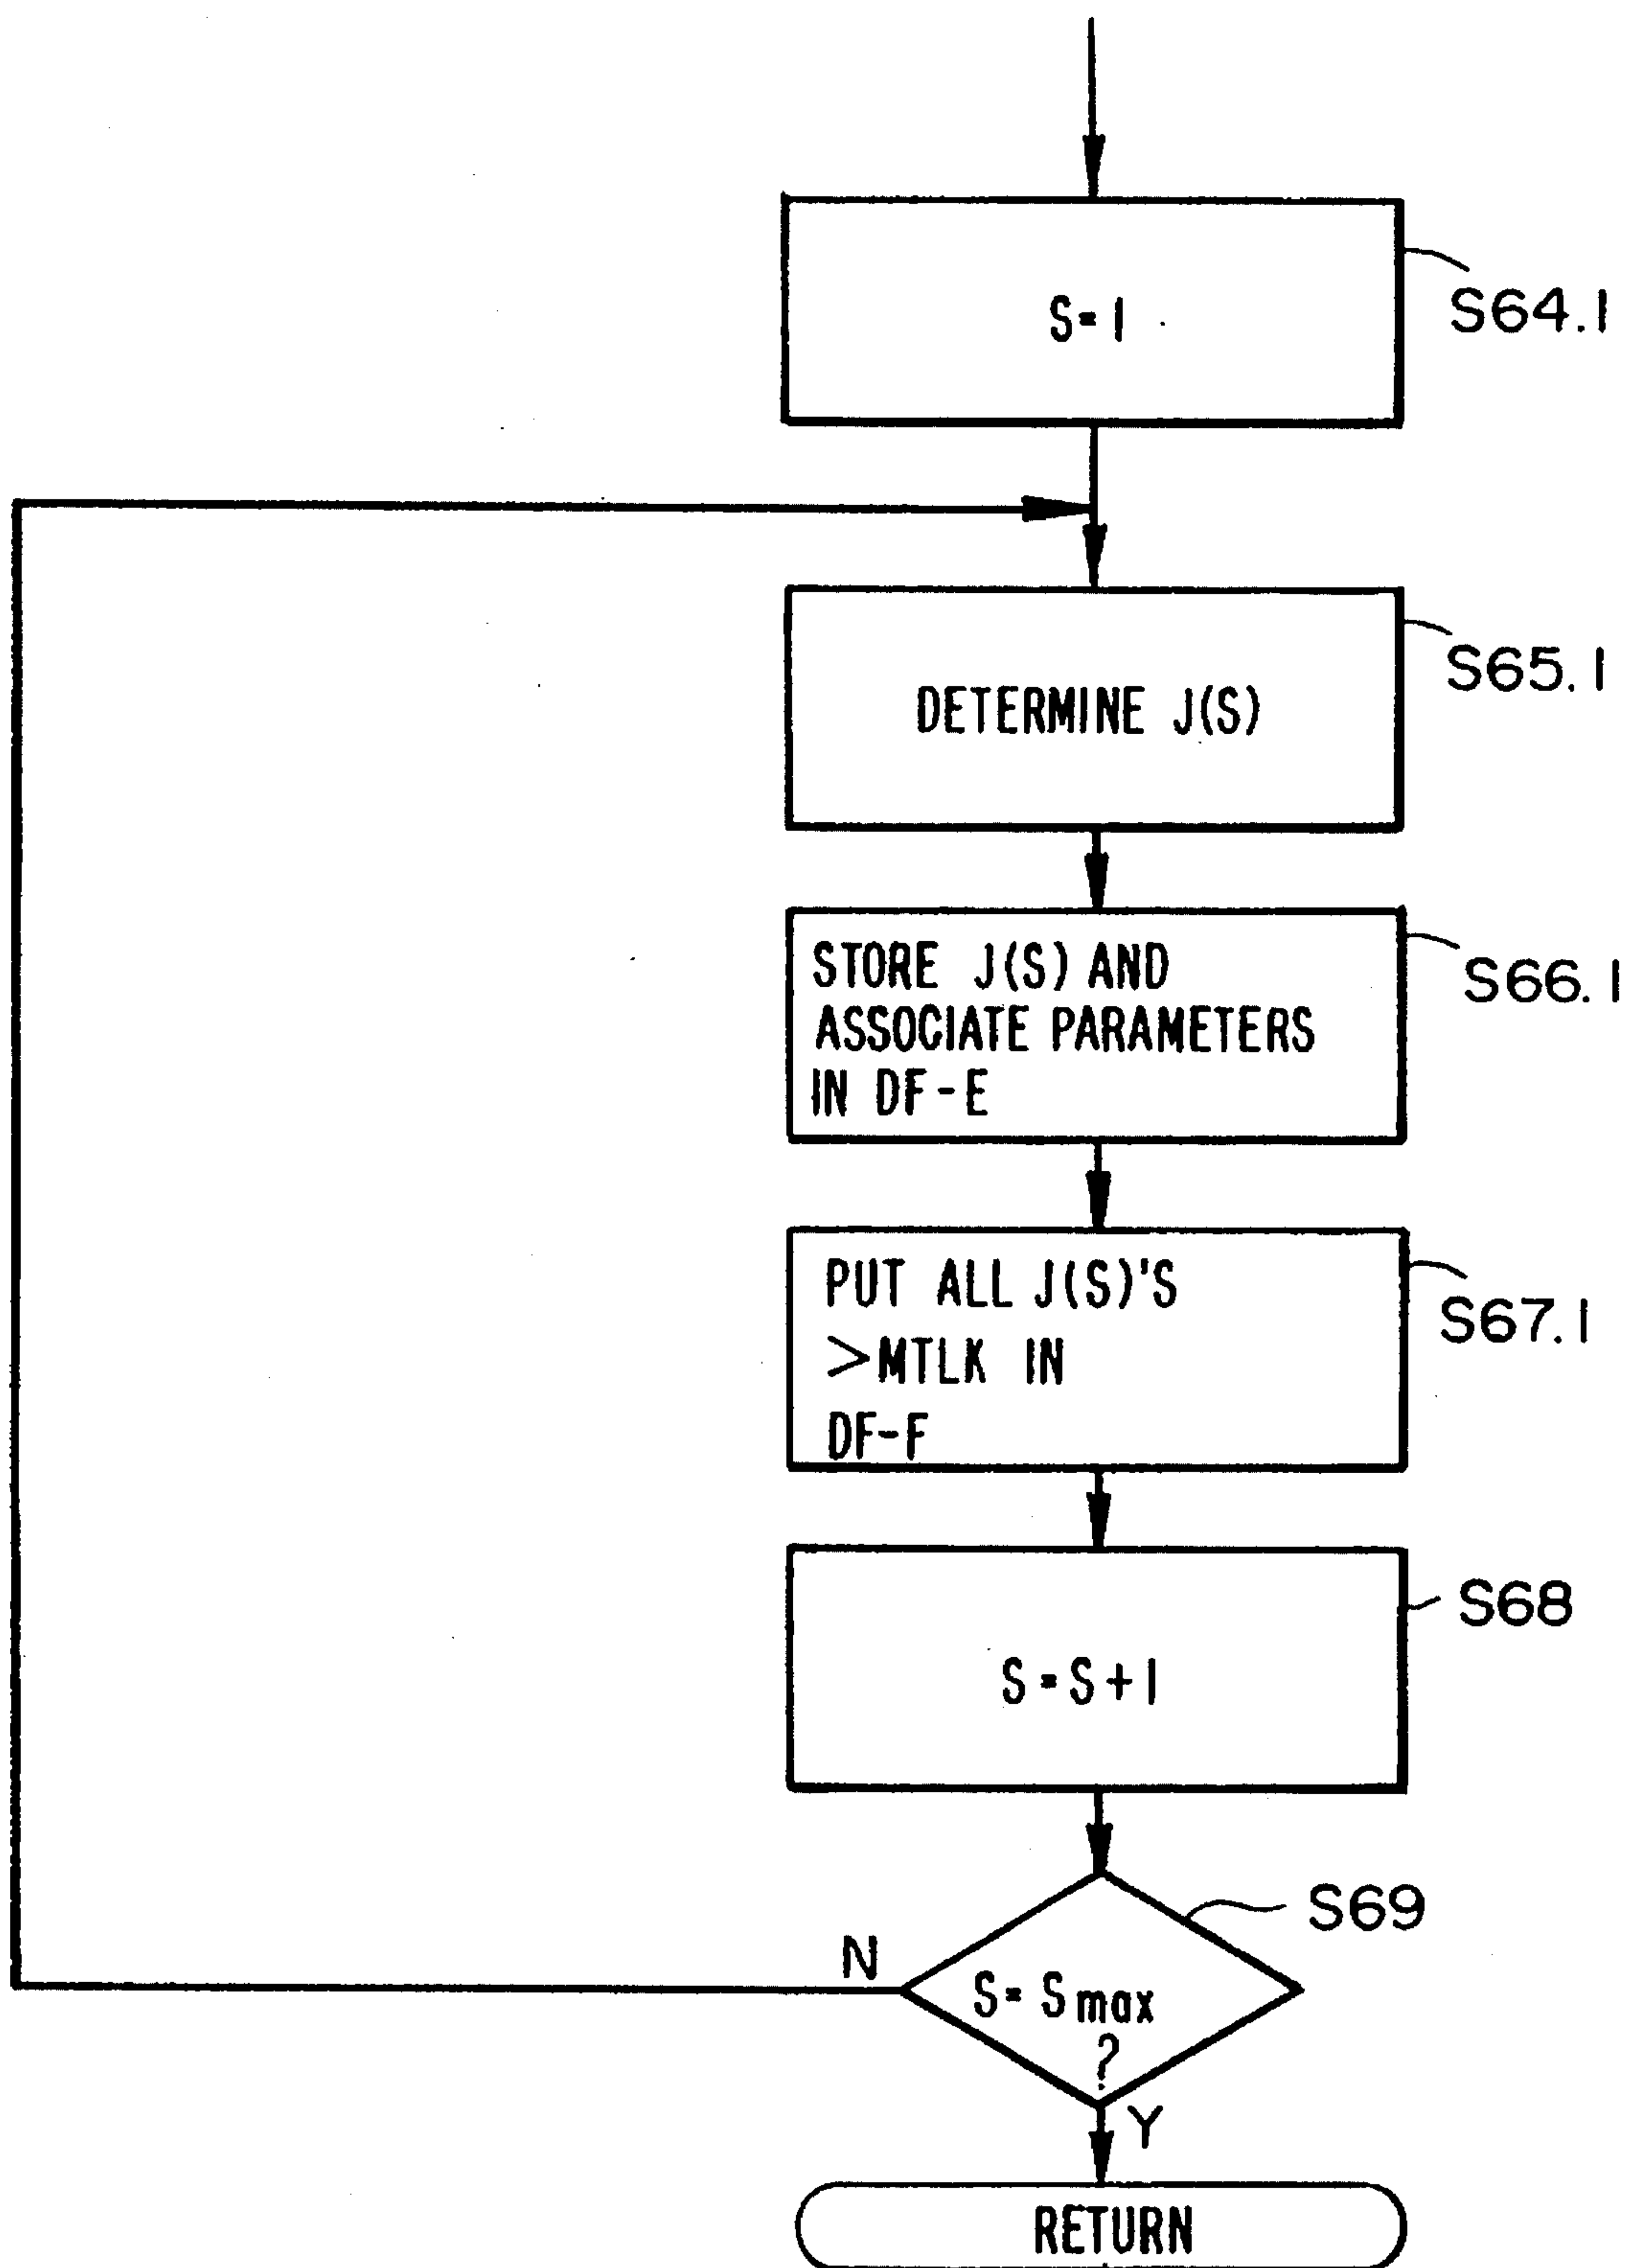 S=1
S64.1
DETERMINE J(S)
S65.1
STORE J(S) AND
ASSOCIATE PARAMETERS
IN DF-E
S66.1
PUT ALL J(S)'S
>MTLK IN
DF-F
S67.1
S=S+1
S68
S69
N
S= Smax
?
Y
RETURN